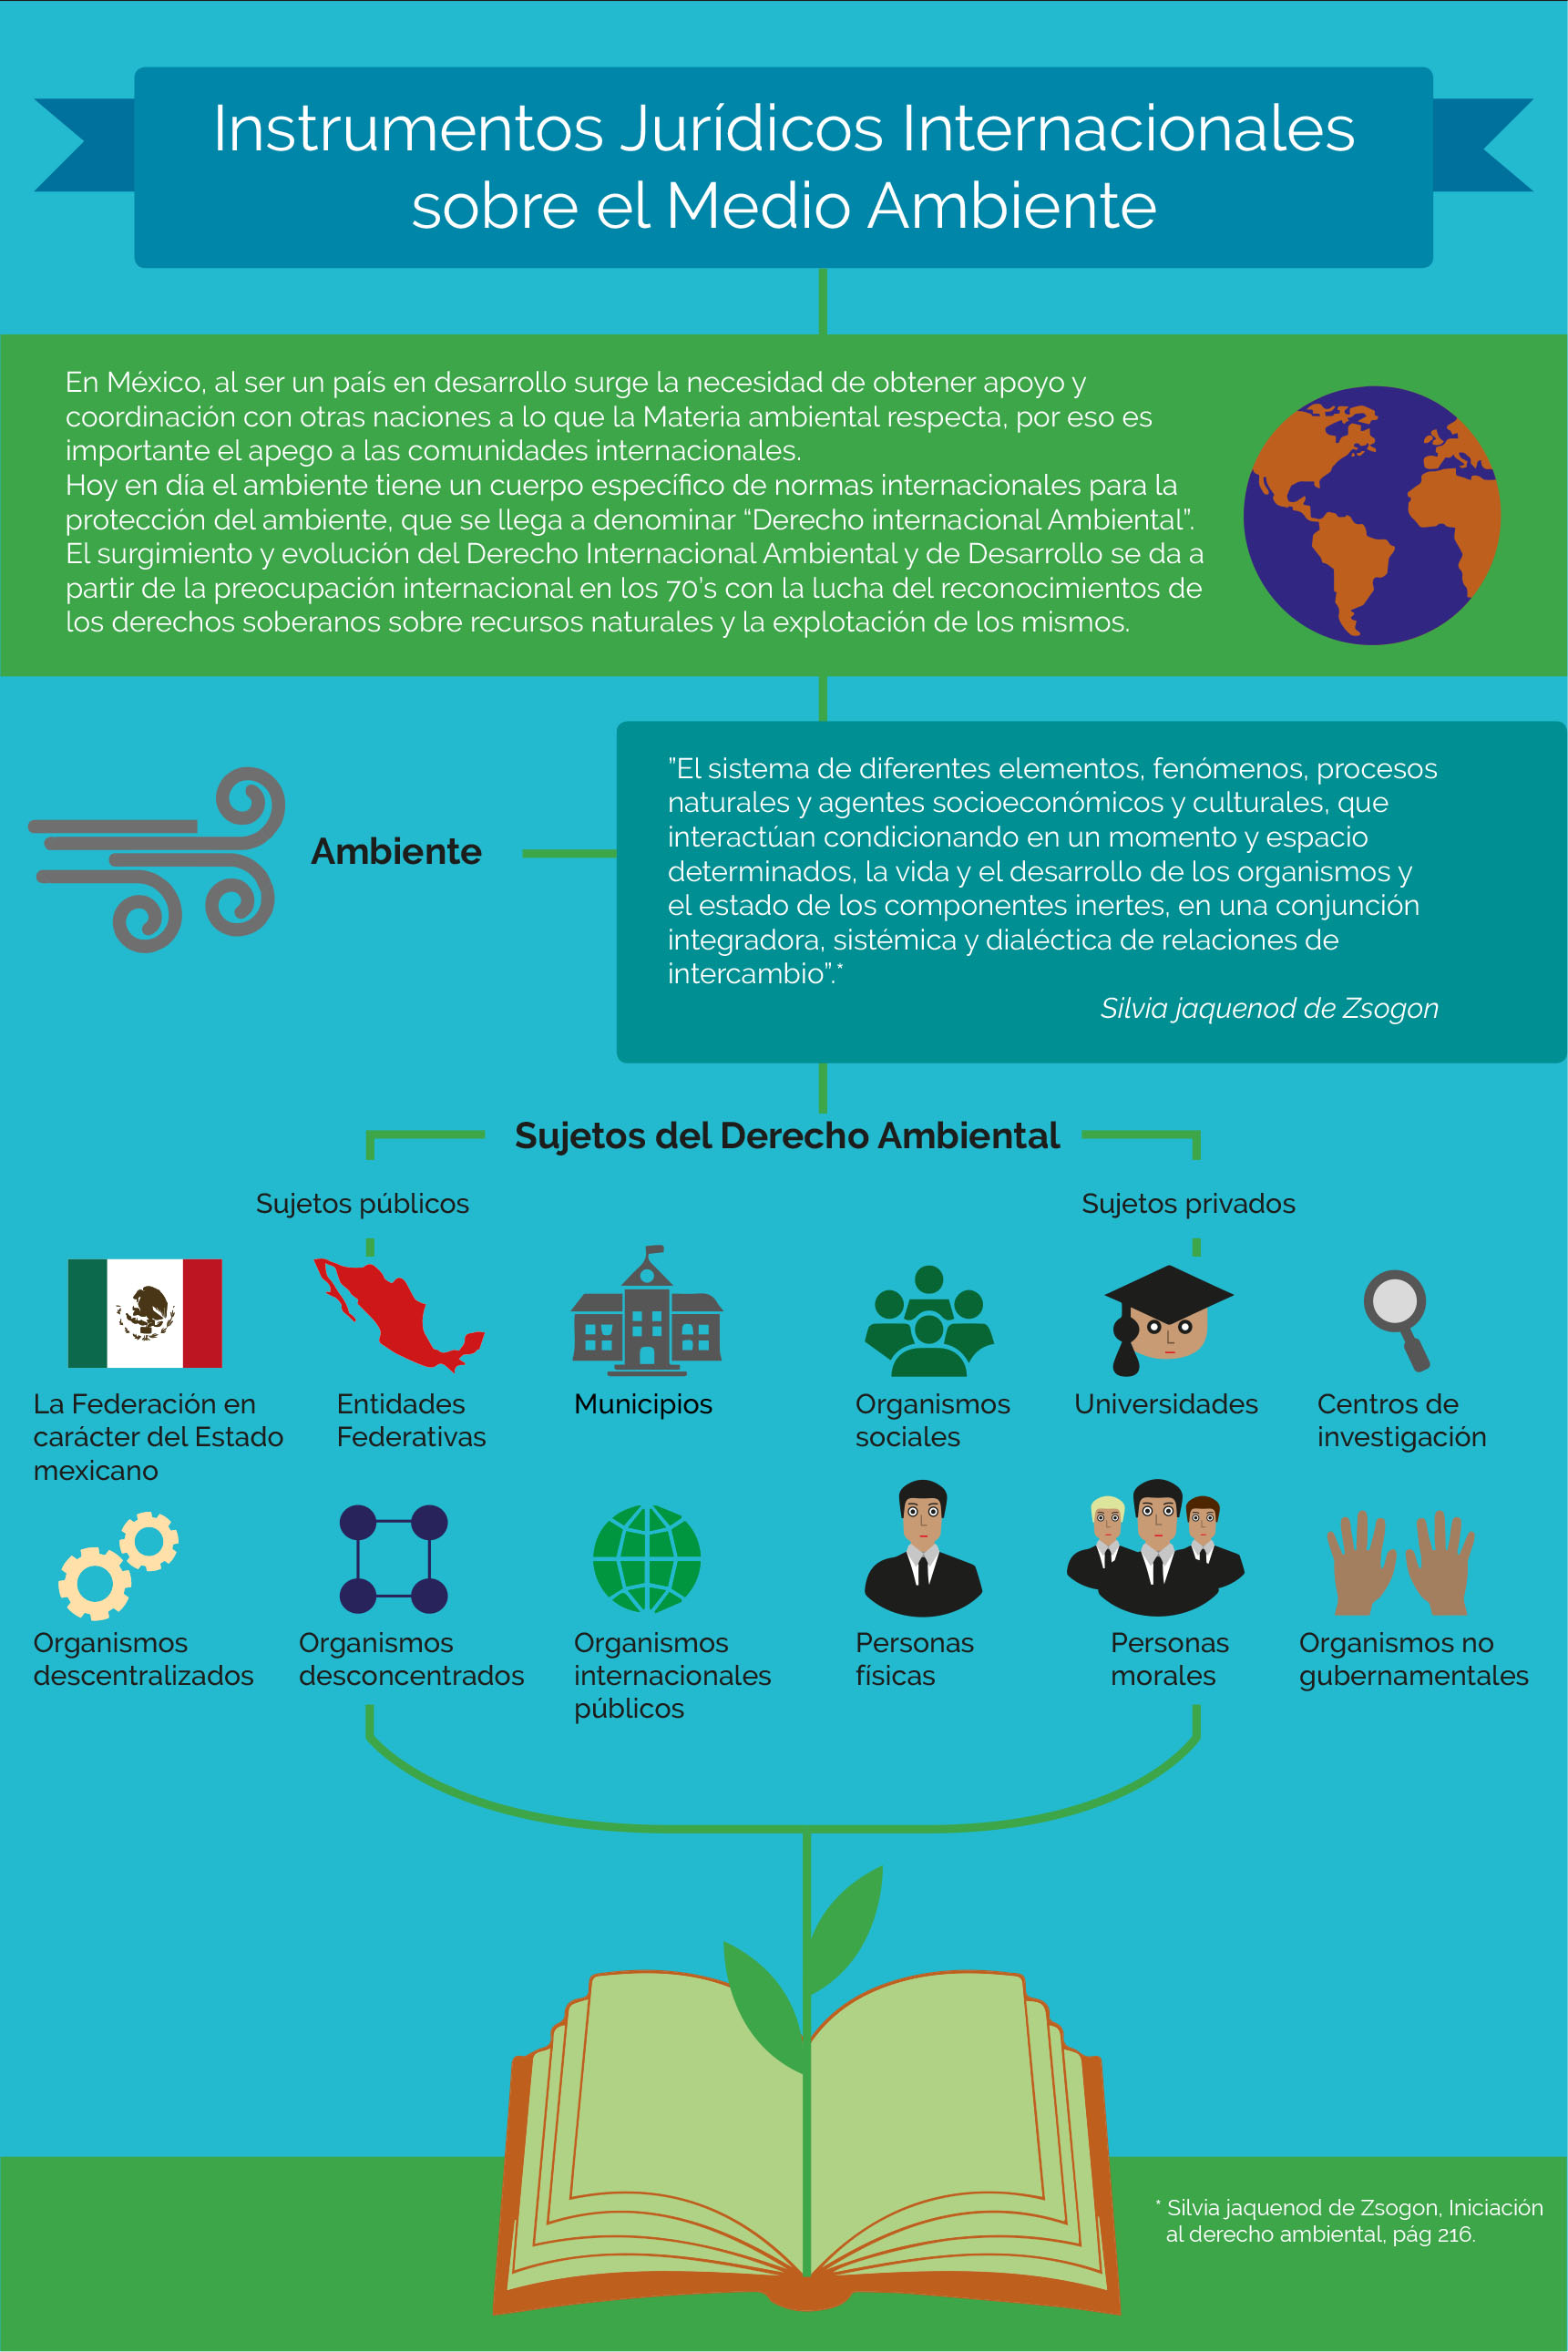 Instrumentos Jurídicos Internacionales
sobre el Medio Ambiente
En México, al ser un país en desarrollo surge la necesidad de obtener apoyo y
coordinación con otras naciones a lo que la Materia ambiental respecta, por eso es
importante el apego a las comunidades internacionales.
Hoy en día el ambiente tiene un cuerpo específico de normas internacionales para la
protección del ambiente, que se llega a denominar “Derecho internacional Ambiental”.
El surgimiento y evolución del Derecho Internacional Ambiental y de Desarrollo se da a
partir de la preocupación internacional en los 70’s con la lucha del reconocimientos de
los derechos soberanos sobre recursos naturales y la explotación de los mismos.
Ambiente
”El sistema de diferentes elementos, fenómenos, procesos
naturales y agentes socioeconómicos y culturales, que
interactúan condicionando en un momento y espacio
determinados, la vida y el desarrollo de los organismos y
el estado de los componentes inertes, en una conjunción
integradora, sistémica y dialéctica de relaciones de
intercambio”.*
Silvia jaquenod de Zsogon
Sujetos del Derecho Ambiental
Sujetos públicos
La Federación en
carácter del Estado
mexicano
Entidades
Federativas
Municipios
Organismos
descentralizados
Organismos
desconcentrados
Organismos
internacionales
públicos
Sujetos privados
Organismos
sociales
Universidades
Centros de
investigación
Personas
físicas
Personas
morales
Organismos no
gubernamentales
* Silvia jaquenod de Zsogon, Iniciación
al derecho ambiental, pág 216.